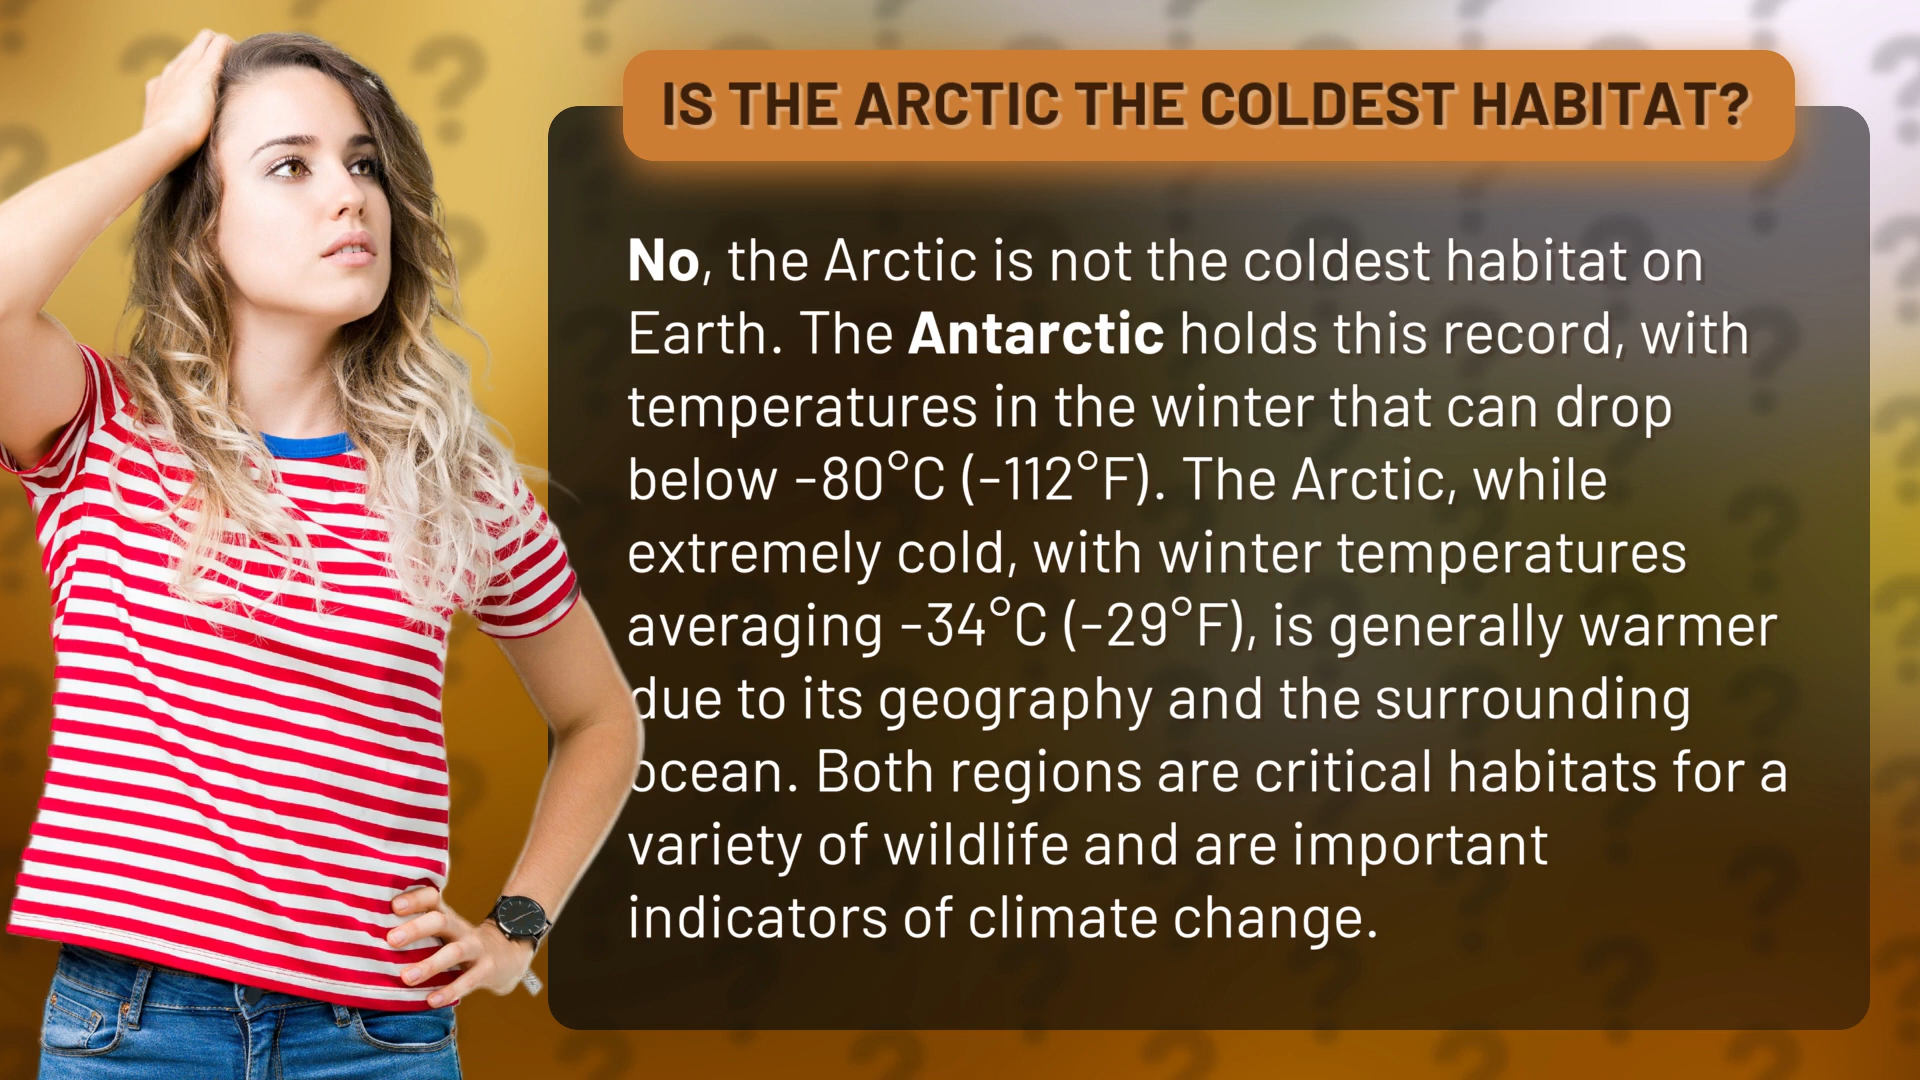 IS THE ARCTIC THE COLDEST HABITAT?
No, the Arctic is not the coldest habitat on
Earth. The Antarctic holds this record, with
temperatures in the winter that can drop
below -80°C (-112°F). The Arctic, while
extremely cold, with winter temperatures
averaging -34°C (-29°F), is generally warmer
due to its geography and the surrounding
ocean. Both regions are critical habitats for a
variety of wildlife and are important
indicators of climate change.